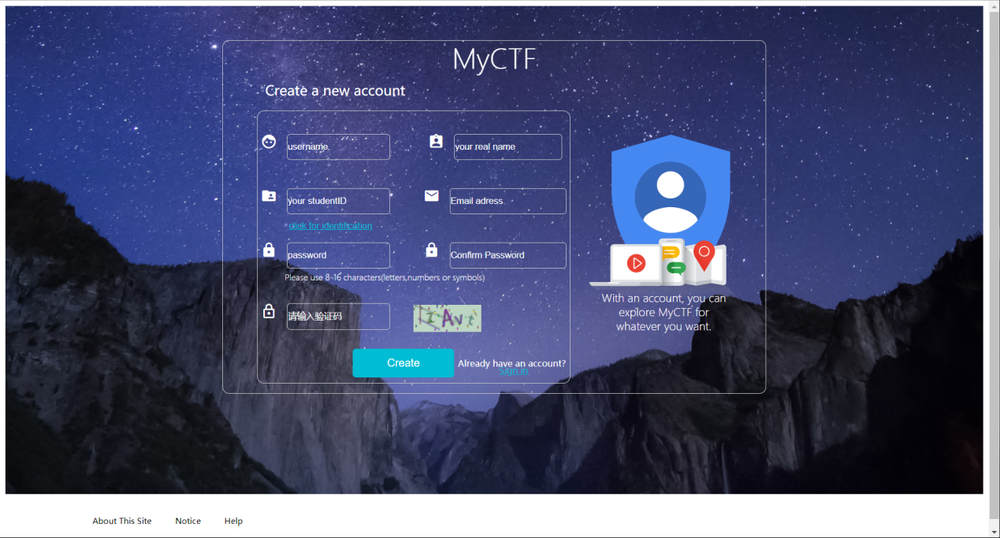 MyCTF
Create a new account
username
your real name
your studentID
Email adress
click for identification
password
Confirm Password
Please use 8-16 characters(letters,numbers or symbols)
请输入验证码
Create
Already have an account?
Sign in
With an account, you can
explore MyCTF for
whatever you want.
About This Site
Notice
Help